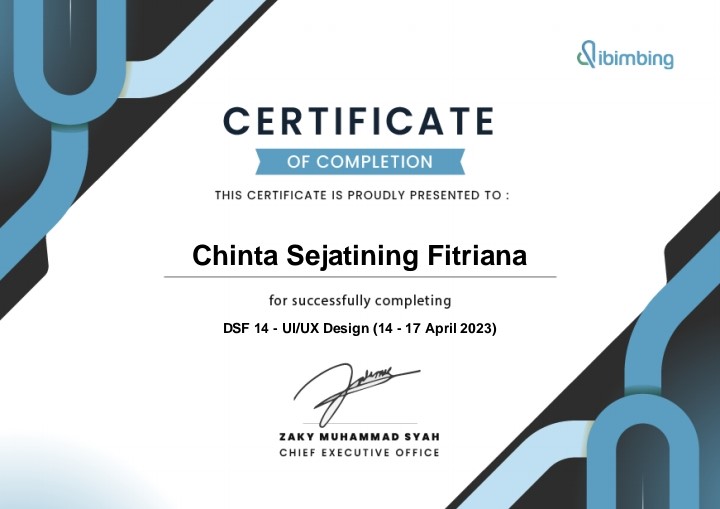 dibimbing
CERTIFICATE
OF COMPLETION
THIS CERTIFICATE IS PROUDLY PRESENTED TO :
Chinta Sejatining Fitriana
for successfully completing
DSF 14 - UI/UX Design (14 - 17 April 2023)
ZAKY MUHAMMAD SYAH
CHIEF EXECUTIVE OFFICE